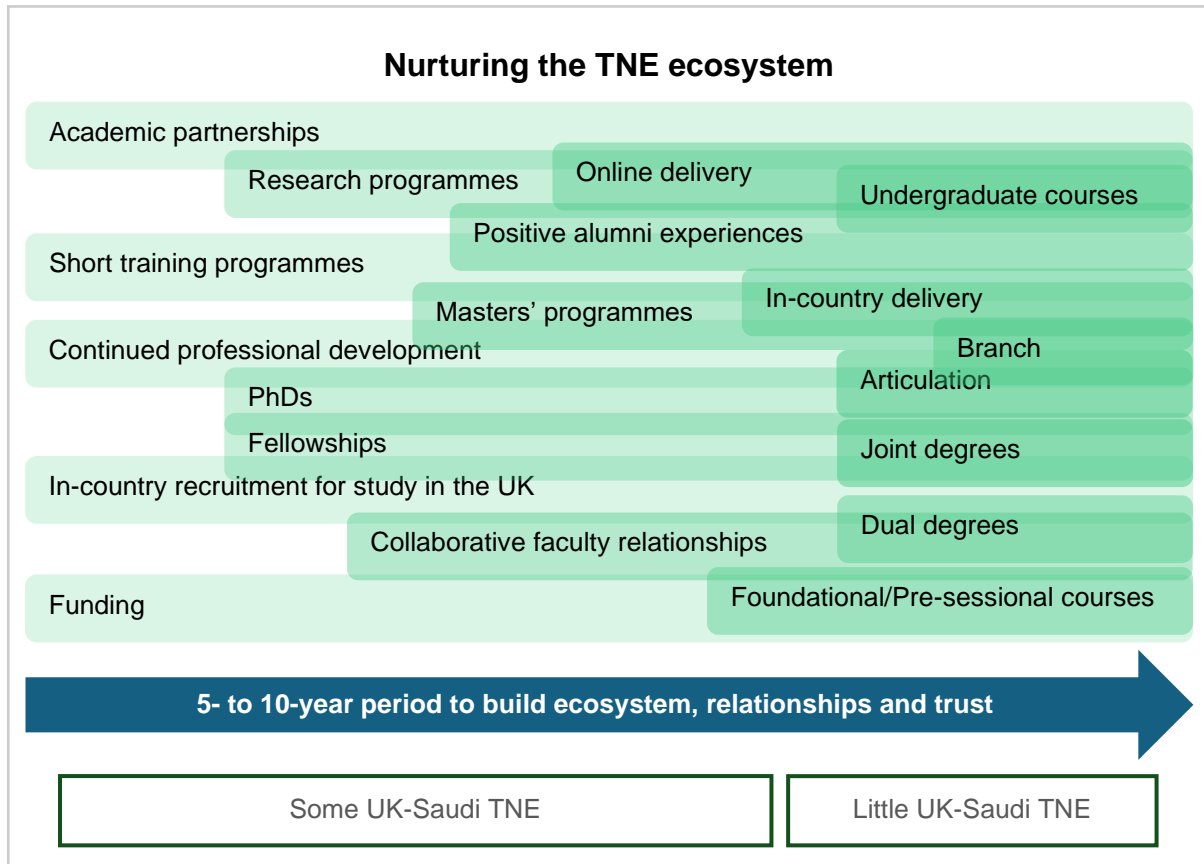 Nurturing the TNE ecosystem
Academic partnerships
Research programmes
Online delivery
Undergraduate courses
Positive alumni experiences
Short training programmes
Masters’ programmes
In-country delivery
Continued professional development
Branch
PhDs
Articulation
Fellowships
Joint degrees
In-country recruitment for study in the UK
Collaborative faculty relationships
Dual degrees
Funding
Foundational/Pre-sessional courses
5- to 10-year period to build ecosystem, relationships and trust
Some UK-Saudi TNE
Little UK-Saudi TNE